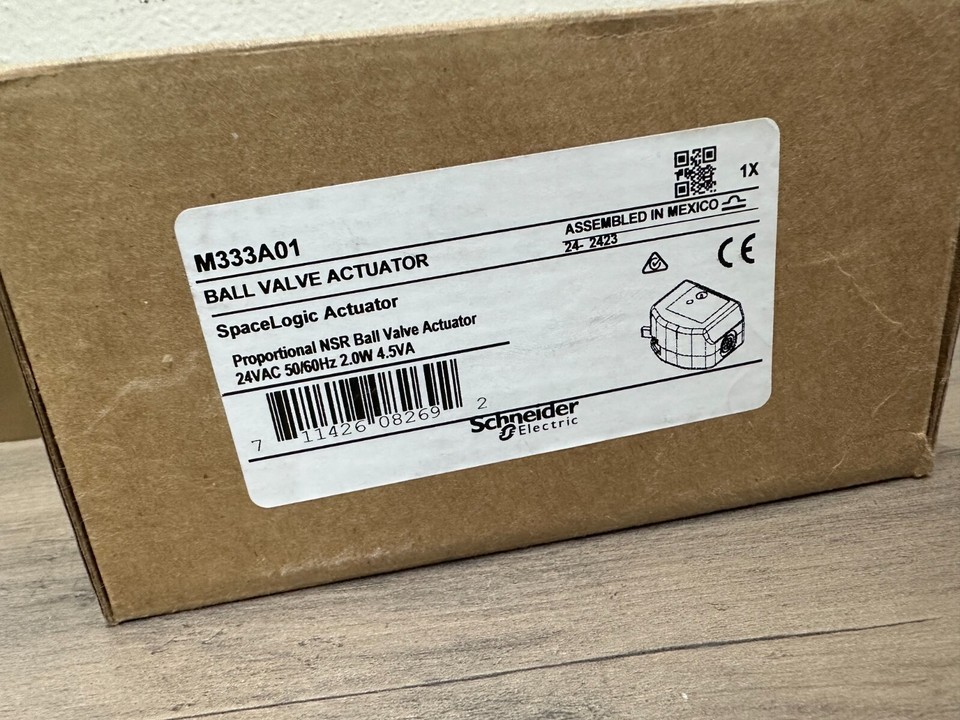 1X
M333A01
ASSEMBLED IN MEXICO
24- 2423
BALL VALVE ACTUATOR
CE
SpaceLogic Actuator
Proportional NSR Ball Valve Actuator
24VAC 50/60Hz 2.0W 4.5VA
7 11426 08269 2
Schneider
Electric